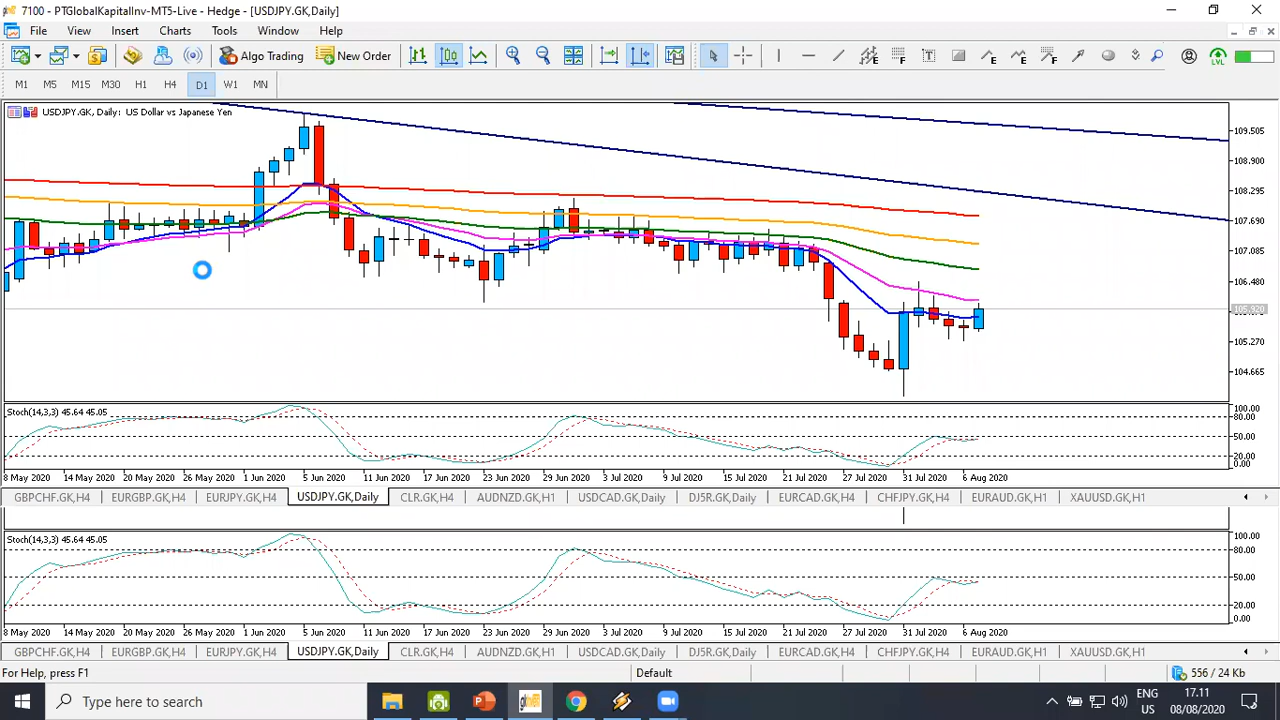 7100 - PTGlobalKapitalInv-MT5-Live - Hedge - [USDJPY.GK,Daily]
File View Insert Charts Tools Window Help
Algo Trading New Order
M1 M5 M15 M30 H1 H4 D1 W1 MN
USDJPY.GK, Daily: US Dollar vs Japanese Yen
109.505
108.900
108.295
107.690
107.085
106.480
105.920
105.270
104.665
Stoch(14,3,3) 45.64 45.05
100.00
80.00
50.00
20.00
0.00
8 May 2020 14 May 2020 20 May 2020 26 May 2020 1 Jun 2020 5 Jun 2020 11 Jun 2020 17 Jun 2020 23 Jun 2020 29 Jun 2020 3 Jul 2020 9 Jul 2020 15 Jul 2020 21 Jul 2020 27 Jul 2020 31 Jul 2020 6 Aug 2020
GBPCHF.GK,H4 EURGBP.GK,H4 EURJPY.GK,H4 USDJPY.GK,Daily CLR.GK,H4 AUDNZD.GK,H1 USDCAD.GK,Daily DJ5R.GK,Daily EURCAD.GK,H4 CHFJPY.GK,H4 EURAUD.GK,H1 XAUUSD.GK,H1
Stoch(14,3,3) 45.64 45.05
100.00
80.00
50.00
20.00
0.00
8 May 2020 14 May 2020 20 May 2020 26 May 2020 1 Jun 2020 5 Jun 2020 11 Jun 2020 17 Jun 2020 23 Jun 2020 29 Jun 2020 3 Jul 2020 9 Jul 2020 15 Jul 2020 21 Jul 2020 27 Jul 2020 31 Jul 2020 6 Aug 2020
GBPCHF.GK,H4 EURGBP.GK,H4 EURJPY.GK,H4 USDJPY.GK,Daily CLR.GK,H4 AUDNZD.GK,H1 USDCAD.GK,Daily DJ5R.GK,Daily EURCAD.GK,H4 CHFJPY.GK,H4 EURAUD.GK,H1 XAUUSD.GK,H1
For Help, press F1 Default 556 / 24 Kb
Type here to search
ENG
US
17.11
08/08/2020